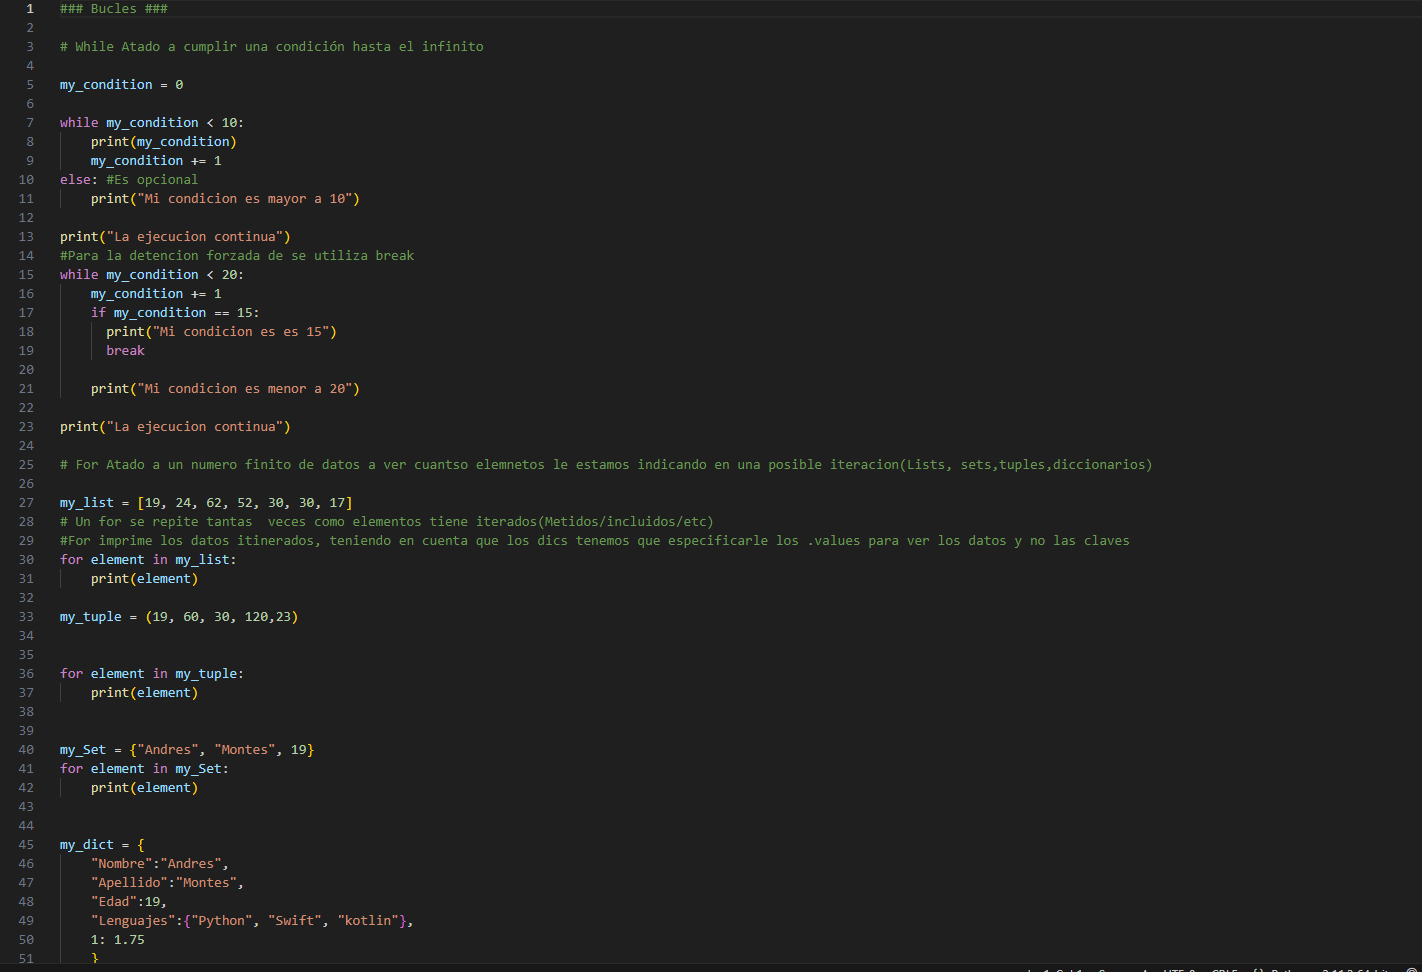 1 ### Bucles ###
2
3 # While Atado a cumplir una condición hasta el infinito
4
5 my_condition = 0
6
7 while my_condition < 10:
8     print(my_condition)
9     my_condition += 1
10 else: #Es opcional
11     print("Mi condicion es mayor a 10")
12
13 print("La ejecucion continua")
14 #Para la detencion forzada de se utiliza break
15 while my_condition < 20:
16     my_condition += 1
17     if my_condition == 15:
18       print("Mi condicion es es 15")
19       break
20
21     print("Mi condicion es menor a 20")
22
23 print("La ejecucion continua")
24
25 # For Atado a un numero finito de datos a ver cuantso elemnetos le estamos indicando en una posible iteracion(Lists, sets,tuples,diccionarios)
26
27 my_list = [19, 24, 62, 52, 30, 30, 17]
28 # Un for se repite tantas  veces como elementos tiene iterados(Metidos/incluidos/etc)
29 #For imprime los datos itinerados, teniendo en cuenta que los dics tenemos que especificarle los .values para ver los datos y no las claves
30 for element in my_list:
31     print(element)
32
33 my_tuple = (19, 60, 30, 120,23)
34
35
36 for element in my_tuple:
37     print(element)
38
39
40 my_Set = {"Andres", "Montes", 19}
41 for element in my_Set:
42     print(element)
43
44
45 my_dict = {
46     "Nombre":"Andres",
47     "Apellido":"Montes",
48     "Edad":19,
49     "Lenguajes":{"Python", "Swift", "kotlin"},
50     1: 1.75
51     }